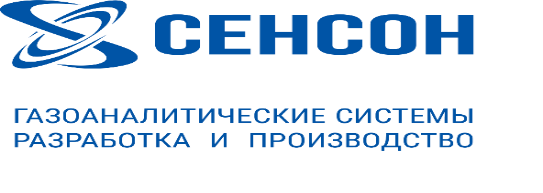 СЕНСОН
ГАЗОАНАЛИТИЧЕСКИЕ СИСТЕМЫ
РАЗРАБОТКА И ПРОИЗВОДСТВО